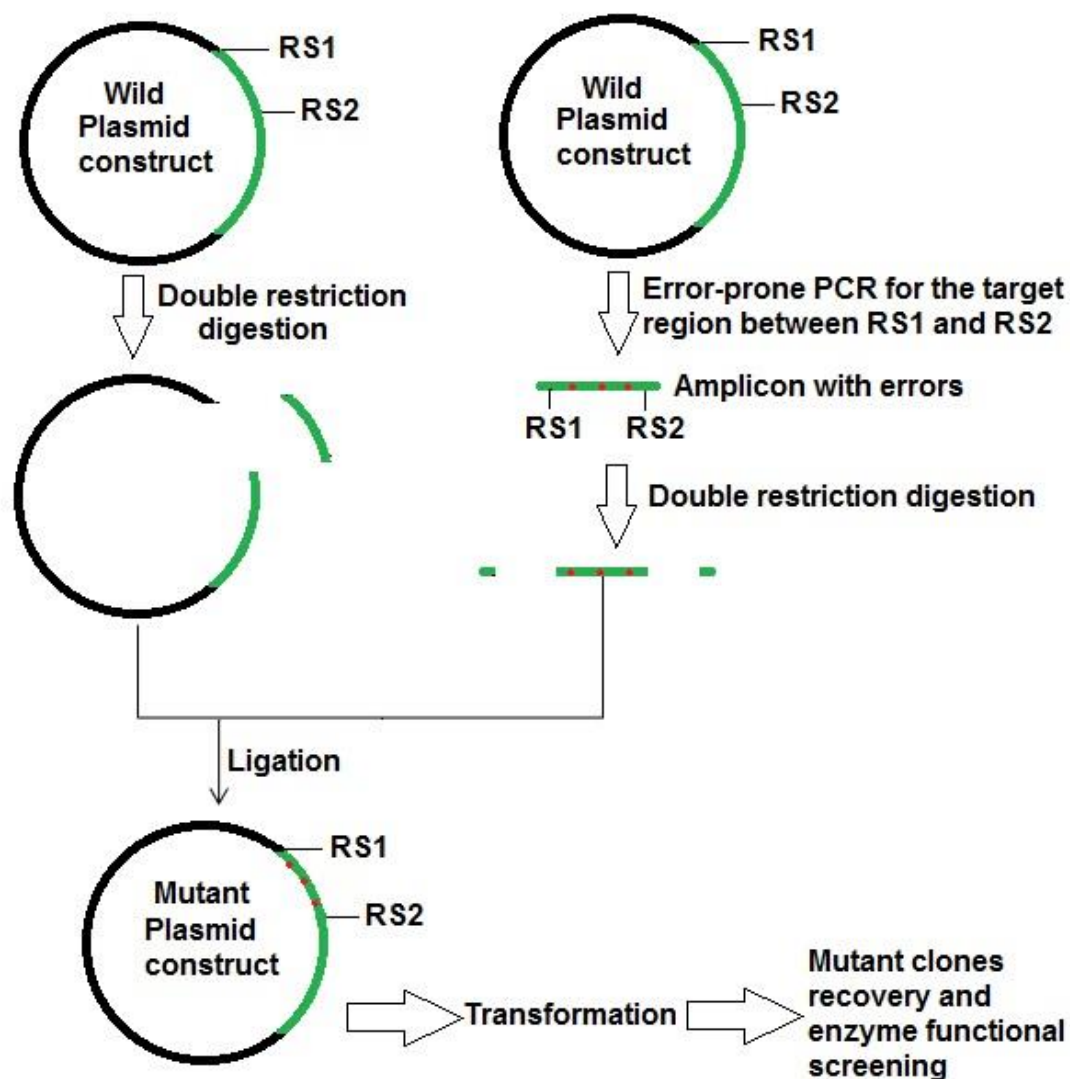 RS1
RS2
Wild
Plasmid
construct
RS1
RS2
Wild
Plasmid
construct
Double restriction
digestion
Error-prone PCR for the target
region between RS1 and RS2
Amplicon with errors
RS1 RS2
Double restriction digestion
Ligation
RS1
RS2
Mutant
Plasmid
construct
Transformation
Mutant clones
recovery and
enzyme functional
screening